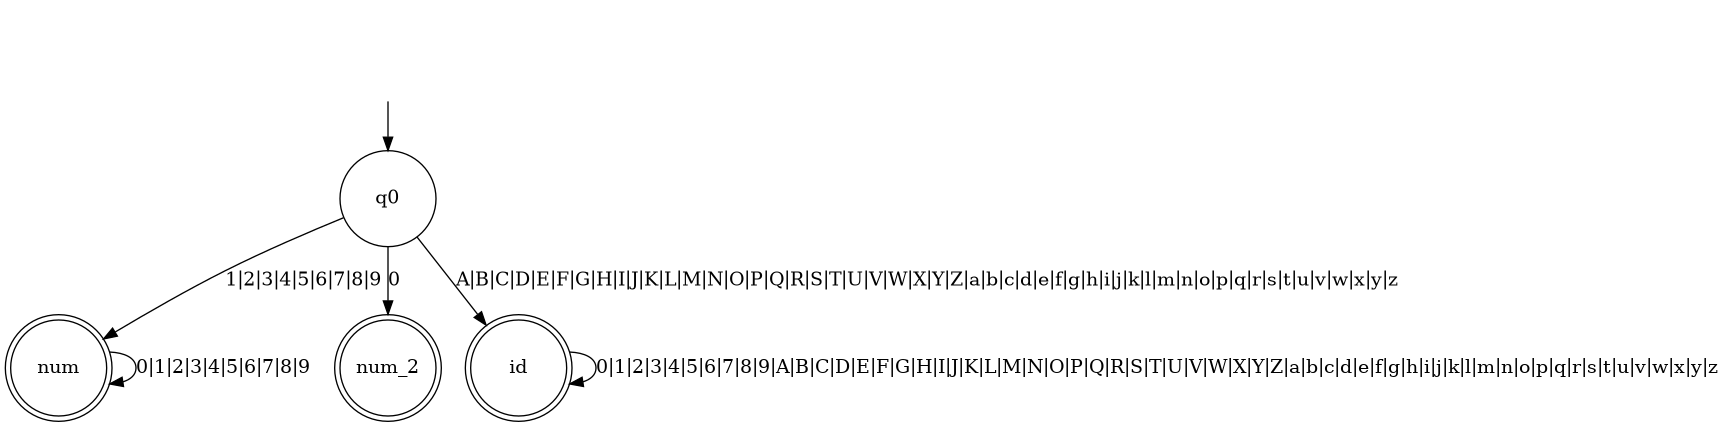 q0
1|2|3|4|5|6|7|8|9
0
A|B|C|D|E|F|G|H|I|J|K|L|M|N|O|P|Q|R|S|T|U|V|W|X|Y|Z|a|b|c|d|e|f|g|h|i|j|k|l|m|n|o|p|q|r|s|t|u|v|w|x|y|z
num
0|1|2|3|4|5|6|7|8|9
num_2
id
0|1|2|3|4|5|6|7|8|9|A|B|C|D|E|F|G|H|I|J|K|L|M|N|O|P|Q|R|S|T|U|V|W|X|Y|Z|a|b|c|d|e|f|g|h|i|j|k|l|m|n|o|p|q|r|s|t|u|v|w|x|y|z